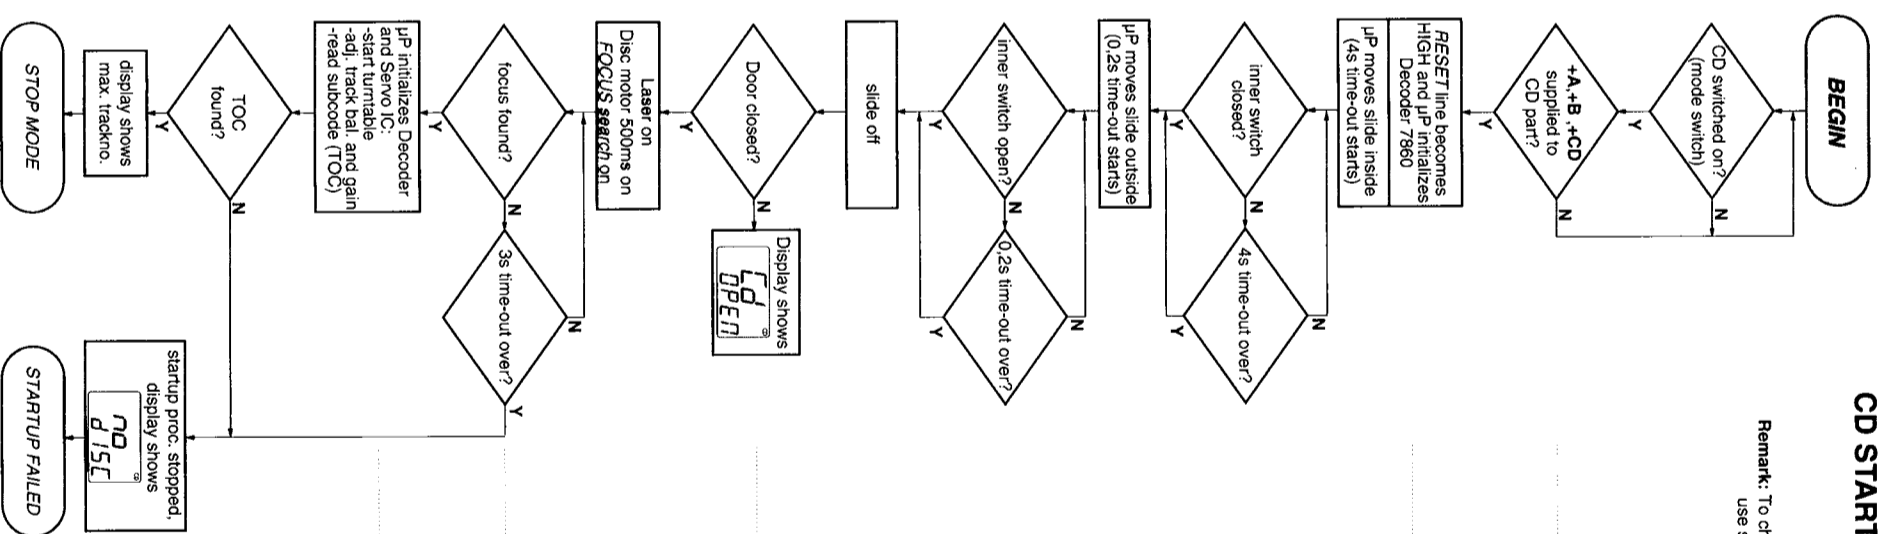 CD START
Remark: To ch
use s
BEGIN
CD switched on?
(mode switch)
N
Y
+A,+B ,+CD
supplied to
CD part?
N
Y
RESET line becomes
HIGH and µP initializes
Decoder 7860
µP moves slide inside
(4s time-out starts)
inner switch
closed?
N
Y
4s time-out over?
N
Y
µP moves slide outside
(0,2s time-out starts)
inner switch open?
N
Y
0,2s time-out over?
N
Y
slide off
Door closed?
N
Y
Display shows
Cd
OPEN
Laser on
Disc motor 500ms on
FOCUS search on
focus found?
N
Y
3s time-out over?
N
Y
µP initializes Decoder
and Servo IC:
-start turntable
-adj. track bal. and gain
-read subcode (TOC)
TOC
found?
N
Y
display shows
max. trackno.
STOP MODE
startup proc. stopped,
display shows
no
dISC
STARTUP FAILED